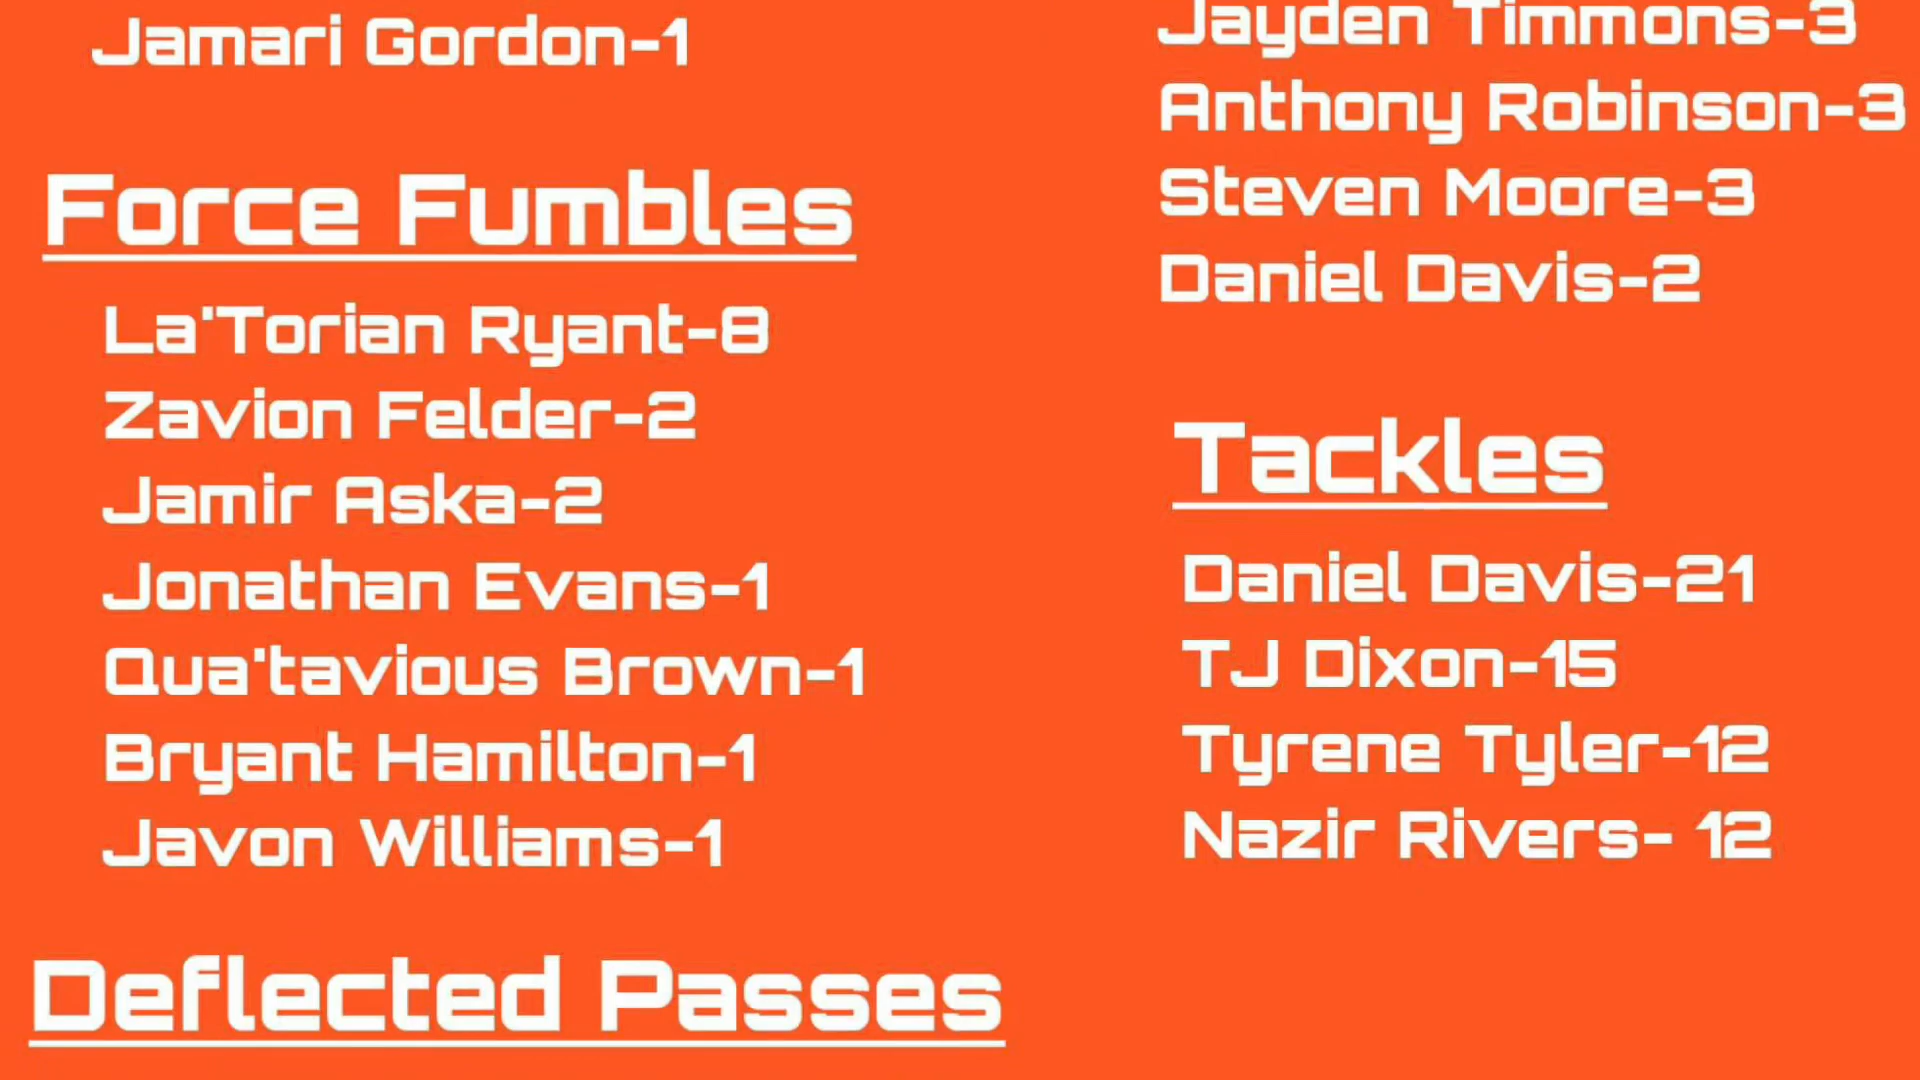 Jamari Gordon-1
Force Fumbles
La'Torian Ryant-8
Zavion Felder-2
Jamir Aska-2
Jonathan Evans-1
Qua'tavious Brown-1
Bryant Hamilton-1
Javon Williams-1
Deflected Passes
Jayden Timmons-3
Anthony Robinson-3
Steven Moore-3
Daniel Davis-2
Tackles
Daniel Davis-21
TJ Dixon-15
Tyrene Tyler-12
Nazir Rivers- 12